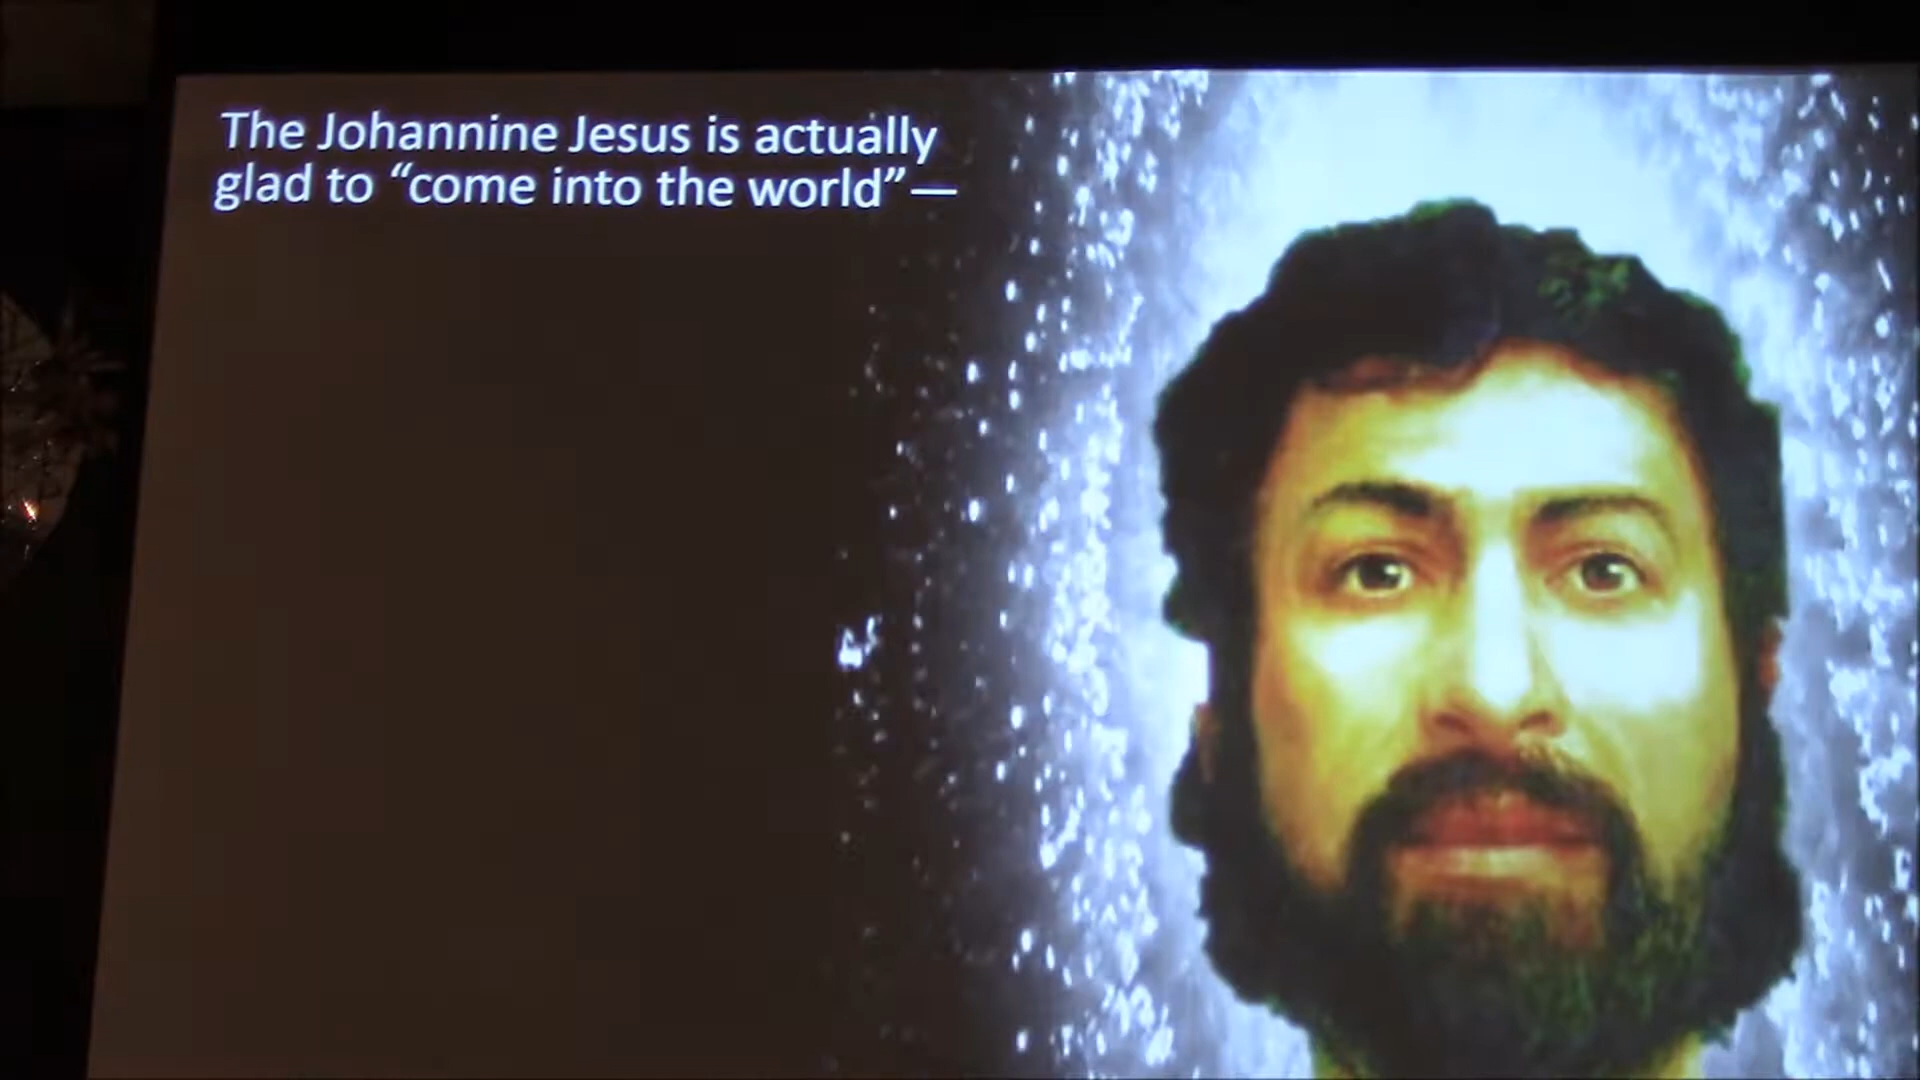 The Johannine Jesus is actually
glad to “come into the world”—